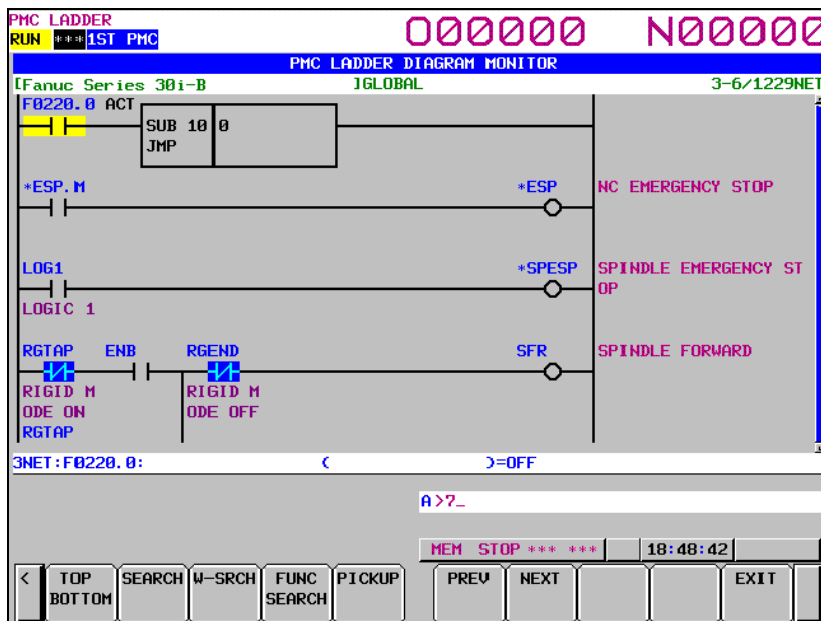 PMC LADDER
RUN *** 1ST PMC O00000 N00000
PMC LADDER DIAGRAM MONITOR
[Fanuc Series 30i-B ]GLOBAL 3-6/1229NET
F0220.0 ACT
SUB 10 0
JMP
*ESP.M *ESP NC EMERGENCY STOP
LOG1 *SPESP SPINDLE EMERGENCY ST
OP
LOGIC 1
RGTAP ENB RGEND SFR SPINDLE FORWARD
RIGID M RIGID M
ODE ON ODE OFF
RGTAP
3NET:F0220.0: ( )=OFF
A>7_
MEM STOP *** *** 18:48:42
< TOP BOTTOM SEARCH W-SRCH FUNC SEARCH PICKUP PREV NEXT EXIT